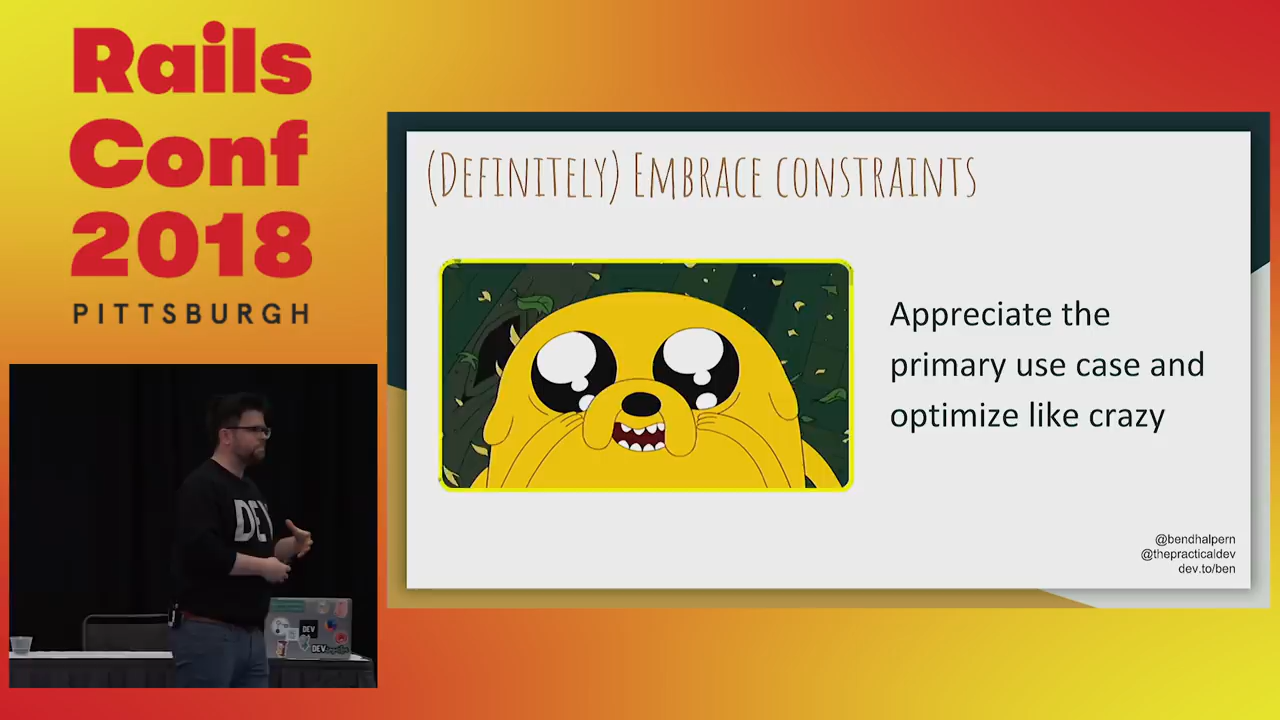 Rails
Conf
2018
PITTSBURGH
(DEFINITELY) EMBRACE CONSTRAINTS
Appreciate the
primary use case and
optimize like crazy
@bendhalpern
@thepracticaldev
dev.to/ben
DEV
DEV